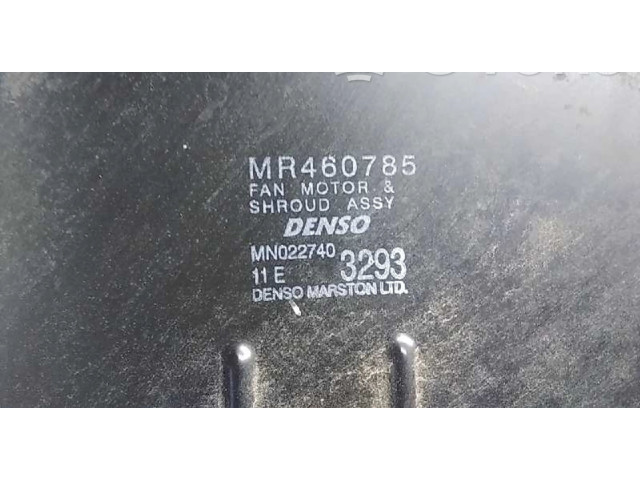 MR460785
FAN MOTOR &
SHROUD ASSY
DENSO
MN022740
11 E 3293
DENSO MARSTON LTD.